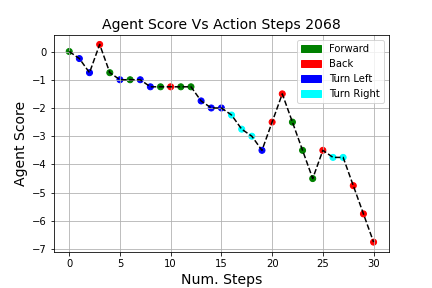 Agent Score Vs Action Steps 2068
Forward
Back
Turn Left
Turn Right
Agent Score
0
−1
−2
−3
−4
−5
−6
−7
0 5 10 15 20 25 30
Num. Steps